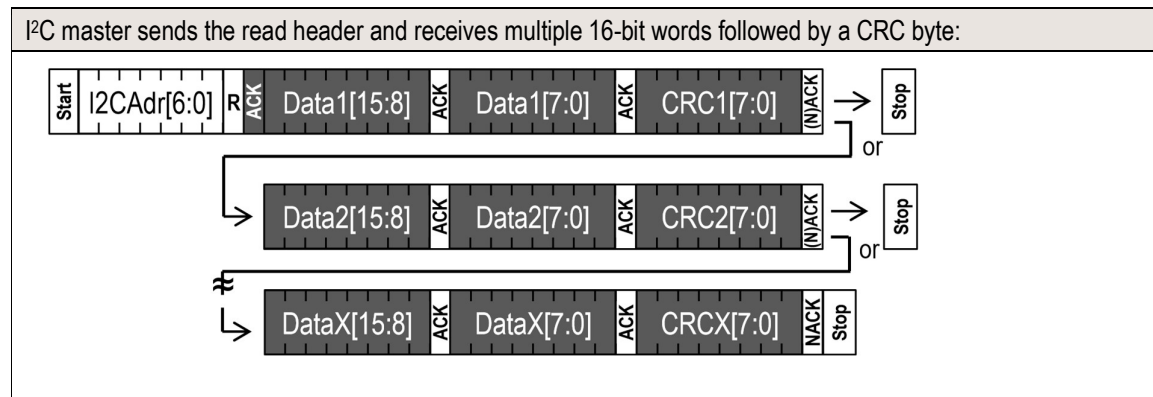 I²C master sends the read header and receives multiple 16-bit words followed by a CRC byte:
Start I2CAdr[6:0] R ACK Data1[15:8] ACK Data1[7:0] ACK CRC1[7:0] (N)ACK Stop
or
Data2[15:8] ACK Data2[7:0] ACK CRC2[7:0] (N)ACK Stop
or
DataX[15:8] ACK DataX[7:0] ACK CRCX[7:0] NACK Stop